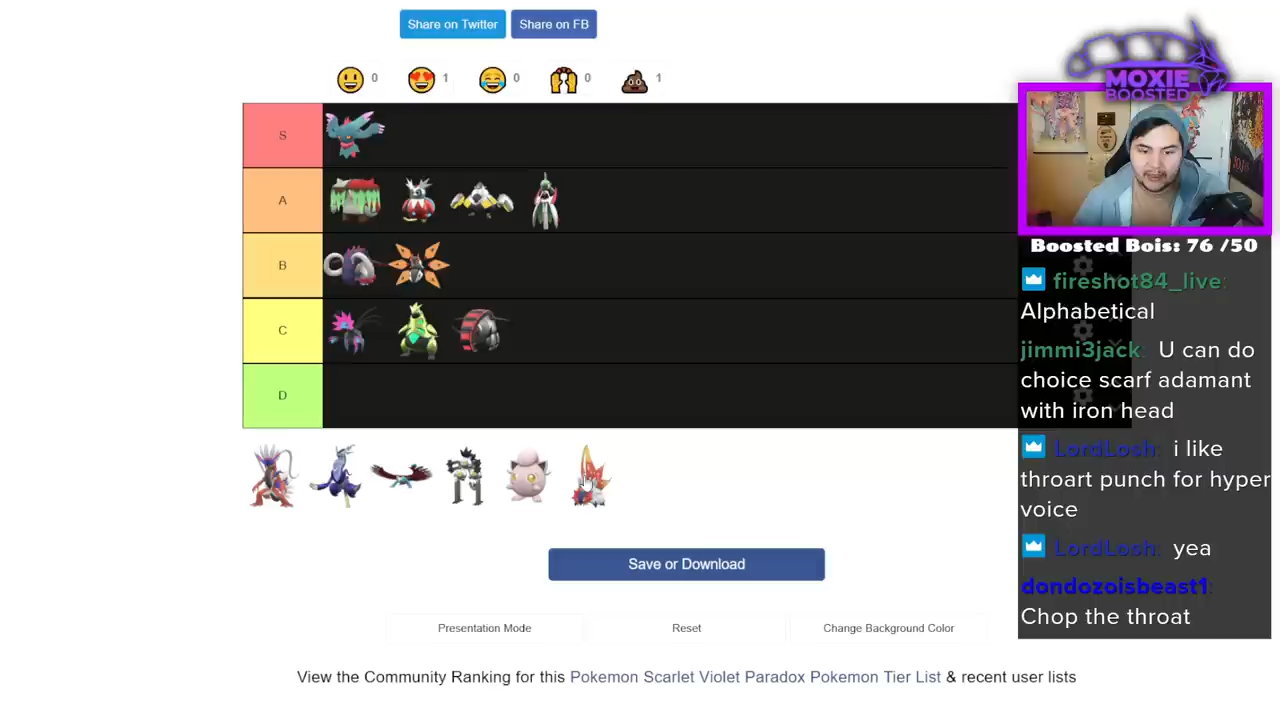 Share on Twitter
Share on FB
0
1
0
0
1
S
A
B
C
D
Save or Download
Presentation Mode
Reset
Change Background Color
View the Community Ranking for this Pokemon Scarlet Violet Paradox Pokemon Tier List & recent user lists
MOXIE
BOOSTED
Boosted Bois: 76 /50
fireshot84_live:
Alphabetical
jimmi3jack: U can do
choice scarf adamant
with iron head
LordLosh: i like
throart punch for hyper
voice
LordLosh: yea
dondozoisbeast1:
Chop the throat